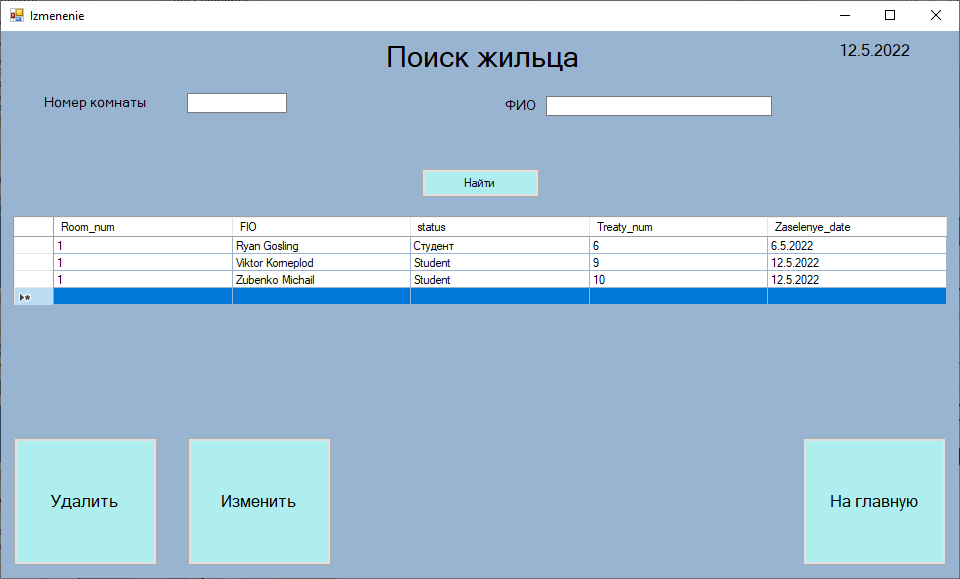 Izmenenie
Поиск жильца
12.5.2022
Номер комнаты
ФИО
Найти
Room_num FIO status Treaty_num Zaselenye_date
1 Ryan Gosling Студент 6 6.5.2022
1 Viktor Korneplod Student 9 12.5.2022
1 Zubenko Michail Student 10 12.5.2022
Удалить Изменить На главную